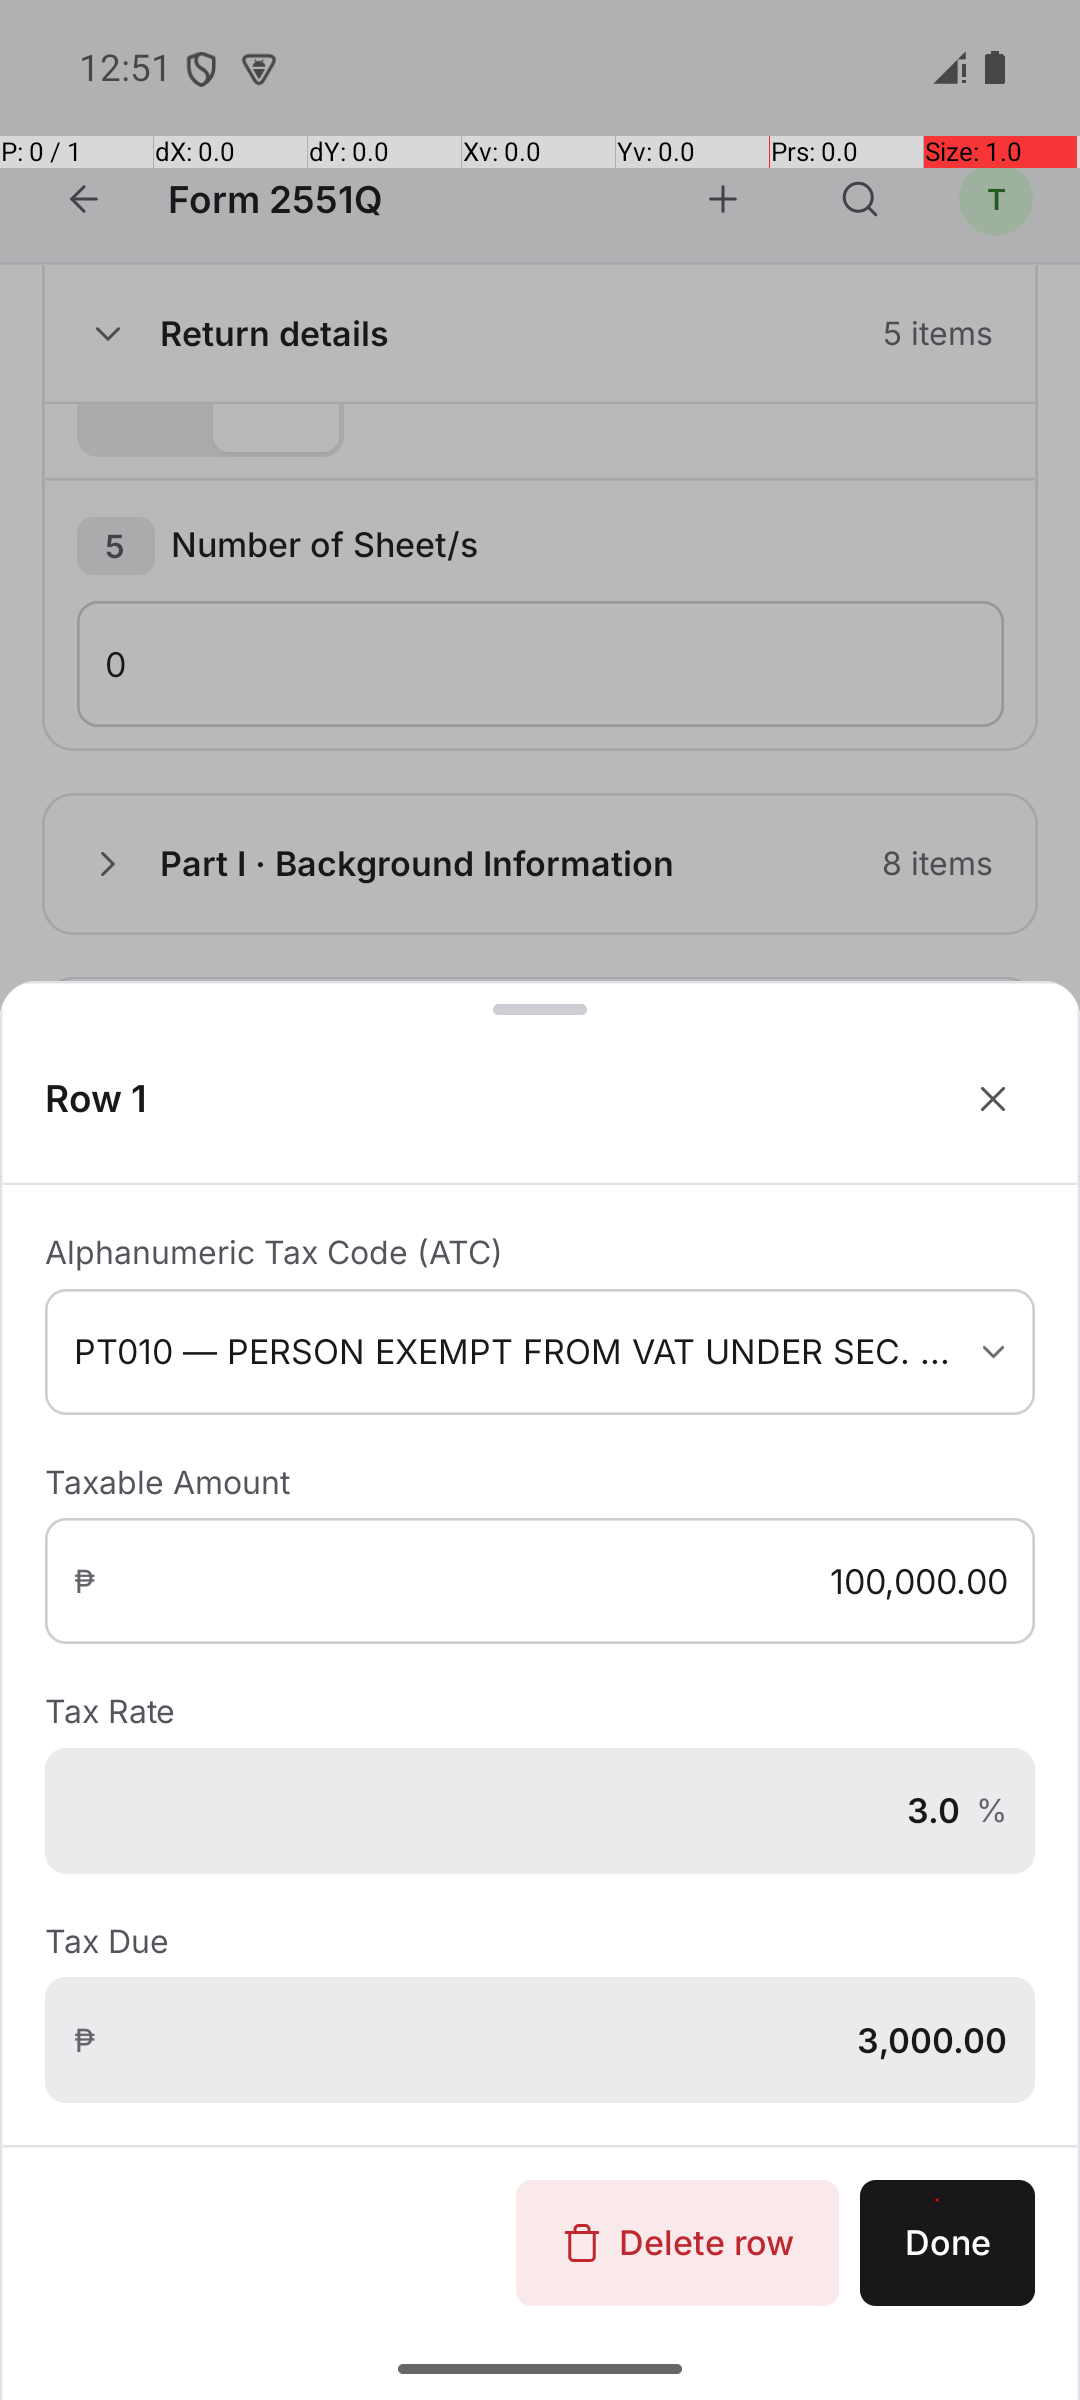 12:51
P: 0 / 1 dX: 0.0 dY: 0.0 Xv: 0.0 Yv: 0.0 Prs: 0.0 Size: 1.0
Form 2551Q T
Return details 5 items
5 Number of Sheet/s
0
Part I · Background Information 8 items
Row 1
Alphanumeric Tax Code (ATC)
PT010 — PERSON EXEMPT FROM VAT UNDER SEC. ...
Taxable Amount
₱ 100,000.00
Tax Rate
3.0 %
Tax Due
₱ 3,000.00
Delete row Done